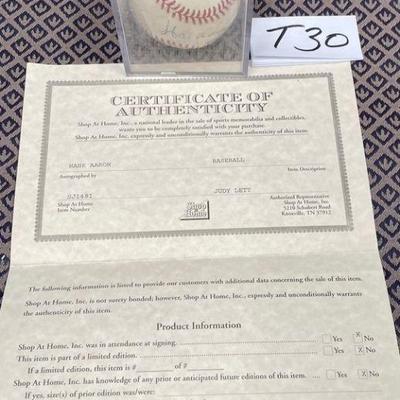 T30
CERTIFICATE OF
AUTHENTICITY
Shop At Home, Inc., a national leader in the sale of sports memorabilia and collectibles,
wants you to be completely satisfied with your purchase.
Shop At Home, Inc. expressly and unconditionally warrants the authenticity of this item.
HANK AARON BASEBALL
Autographed by Item Description
SJ1481 JUDY LETT
Shop At Home Authorized Representative
Item Number Shop At Home, Inc
5210 Schubert Road
Knoxville, TN 37912
Shop
at Home
The following information is listed to provide our customers with additional data concerning the sale of this item.
Shop At Home, Inc. is not surety bonded; however, Shop At Home, Inc., expressly and unconditionally warrants
the authenticity of this item.
Product Information
Shop At Home, Inc. was in attendance at signing. Yes X No
This item is part of a limited edition. Yes X No
If a limited edition, this item is # of #
Shop At Home, Inc. has knowledge of any prior or anticipated future editions of this item. Yes X No
If yes, size(s) of prior edition was/were: